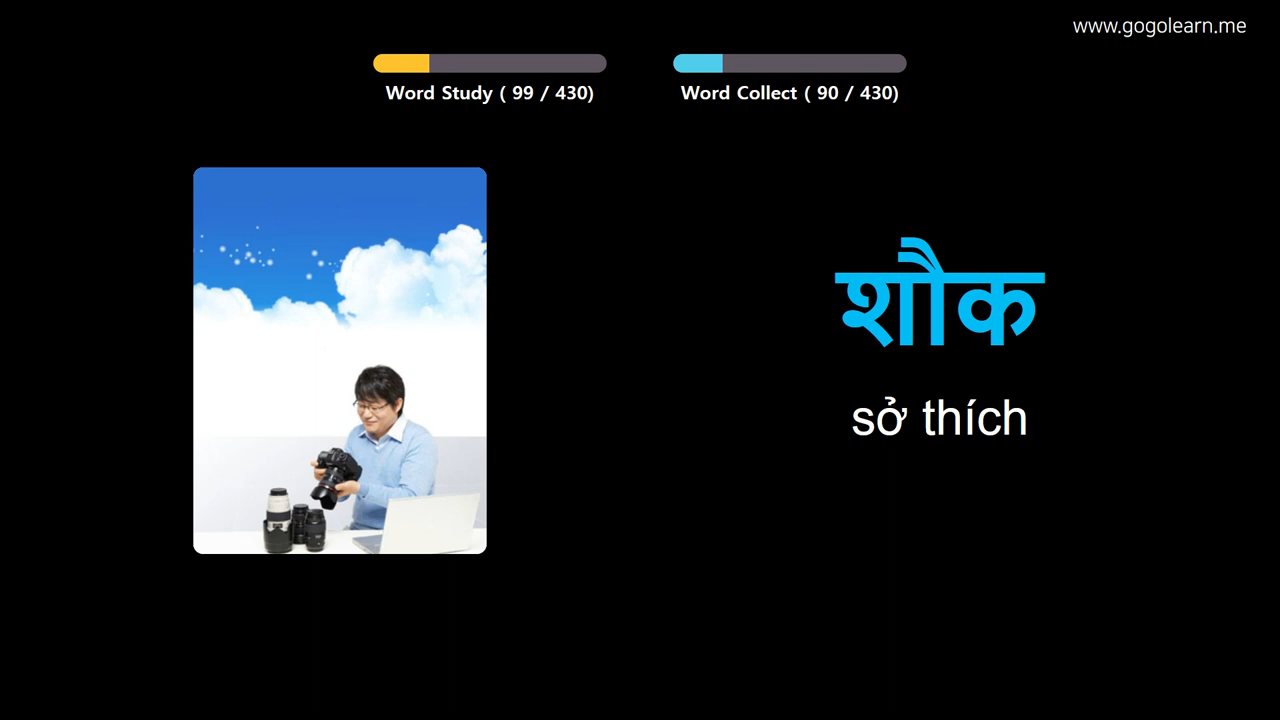 www.gogolearn.me
Word Study ( 99 / 430)
Word Collect ( 90 / 430)
शौक
sở thích